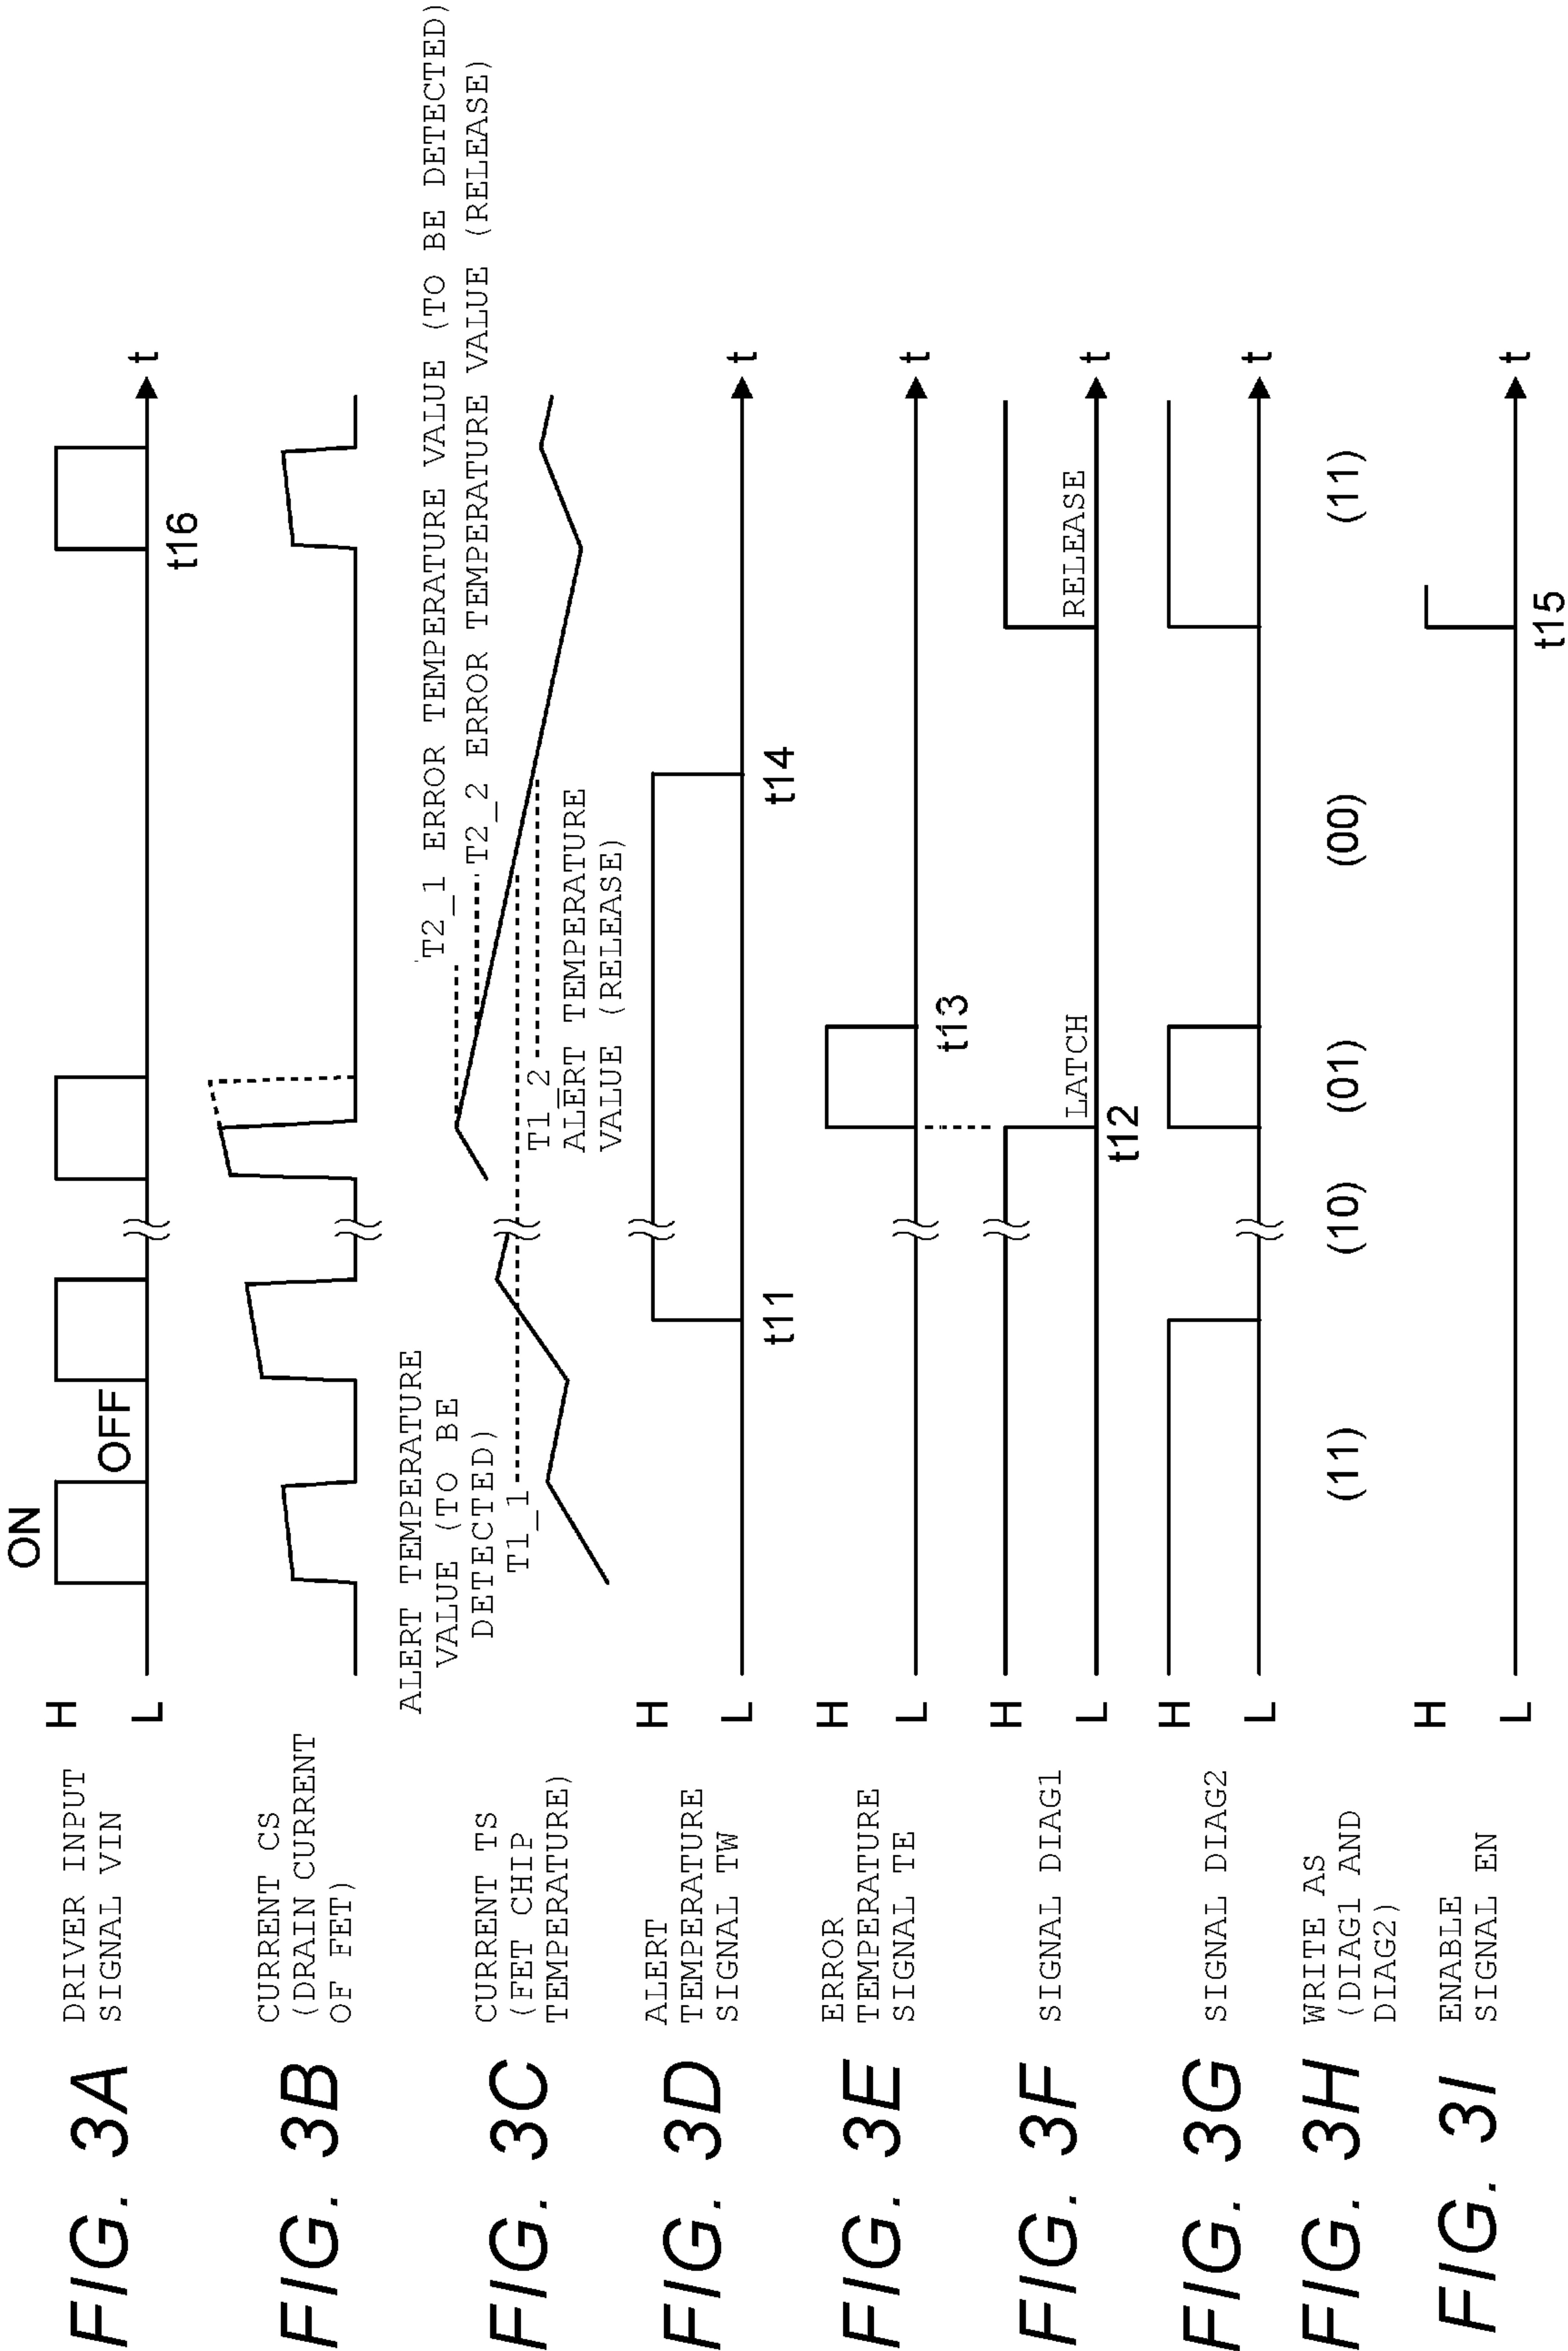 FIG. 3A
DRIVER INPUT
SIGNAL VIN
H
L
ON
OFF
t16
t
FIG. 3B
CURRENT CS
(DRAIN CURRENT
OF FET)
FIG. 3C
CURRENT TS
(FET CHIP
TEMPERATURE)
ALERT TEMPERATURE
VALUE (TO BE
DETECTED)
T1_1
T2_1 ERROR TEMPERATURE VALUE (TO BE DETECTED)
T2_2 ERROR TEMPERATURE VALUE (RELEASE)
T1_2
ALERT TEMPERATURE
VALUE (RELEASE)
FIG. 3D
ALERT
TEMPERATURE
SIGNAL TW
H
L
t11
t14
t
FIG. 3E
ERROR
TEMPERATURE
SIGNAL TE
H
L
t13
t
FIG. 3F
SIGNAL DIAG1
H
L
LATCH
t12
RELEASE
t
FIG. 3G
SIGNAL DIAG2
H
L
t
FIG. 3H
WRITE AS
(DIAG1 AND
DIAG2)
(11)
(10)
(01)
(00)
(11)
FIG. 3I
ENABLE
SIGNAL EN
H
L
t15
t